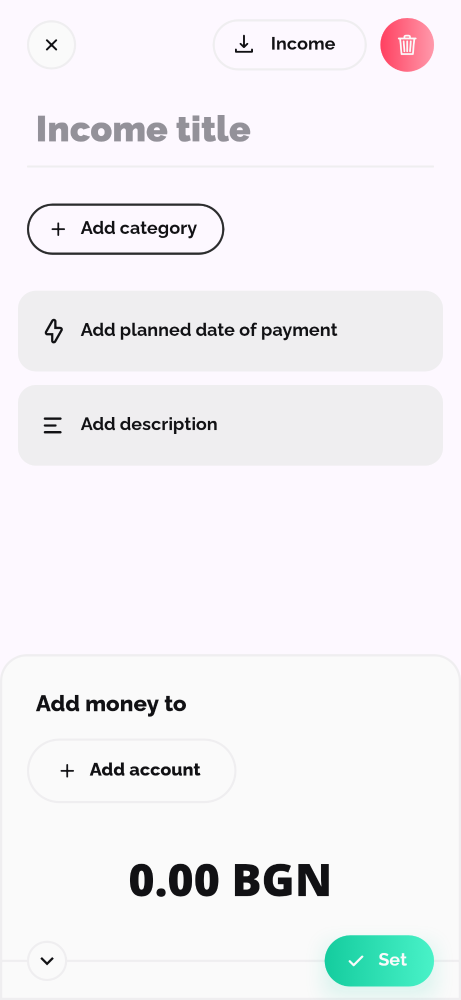 Income
Income title
Add category
Add planned date of payment
Add description
Add money to
Add account
0.00 BGN
Set